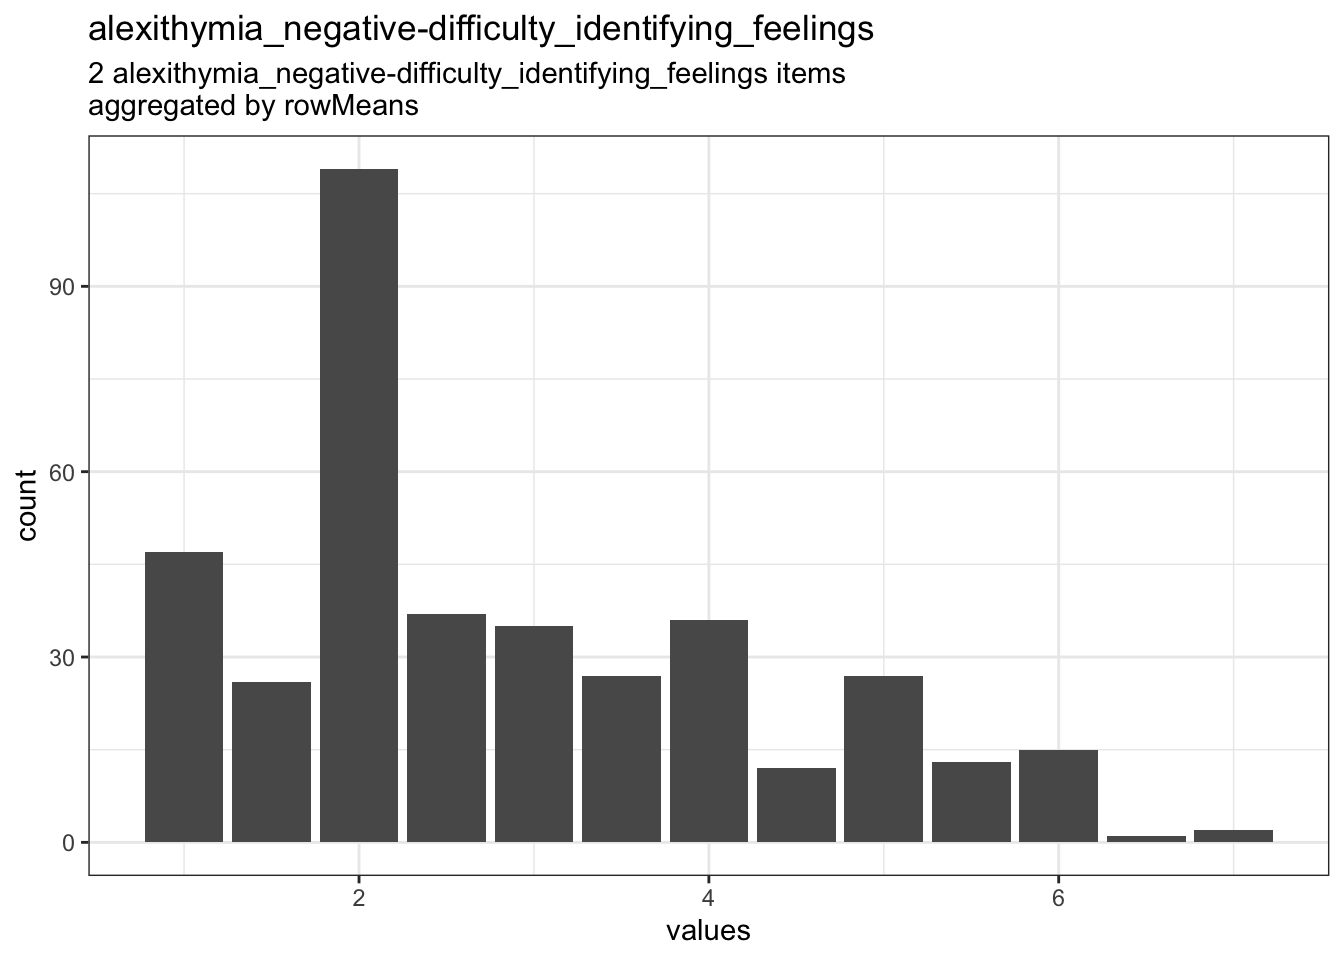 alexithymia_negative-difficulty_identifying_feelings
2 alexithymia_negative-difficulty_identifying_feelings items
aggregated by rowMeans
90
60
30
0
count
2 4 6
values